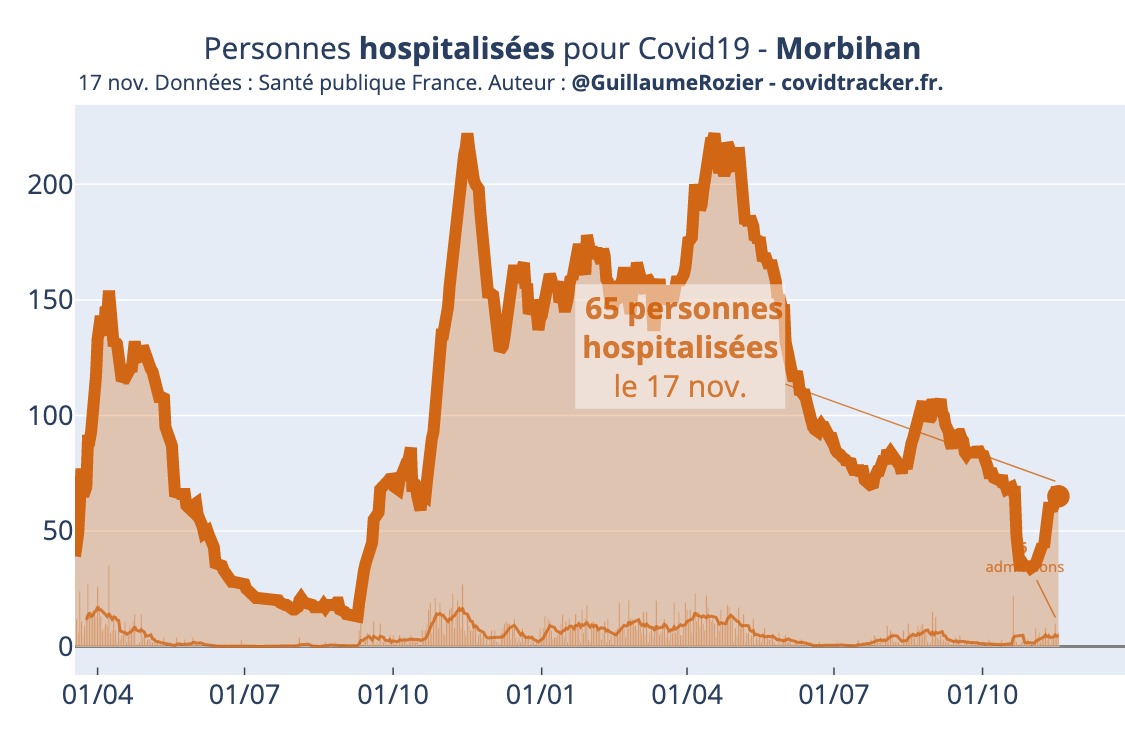 Personnes hospitalisées pour Covid19 - Morbihan
17 nov. Données : Santé publique France. Auteur : @GuillaumeRozier - covidtracker.fr.
200
150
100
50
0
65 personnes
hospitalisées
le 17 nov.
admissions
01/04 01/07 01/10 01/01 01/04 01/07 01/10